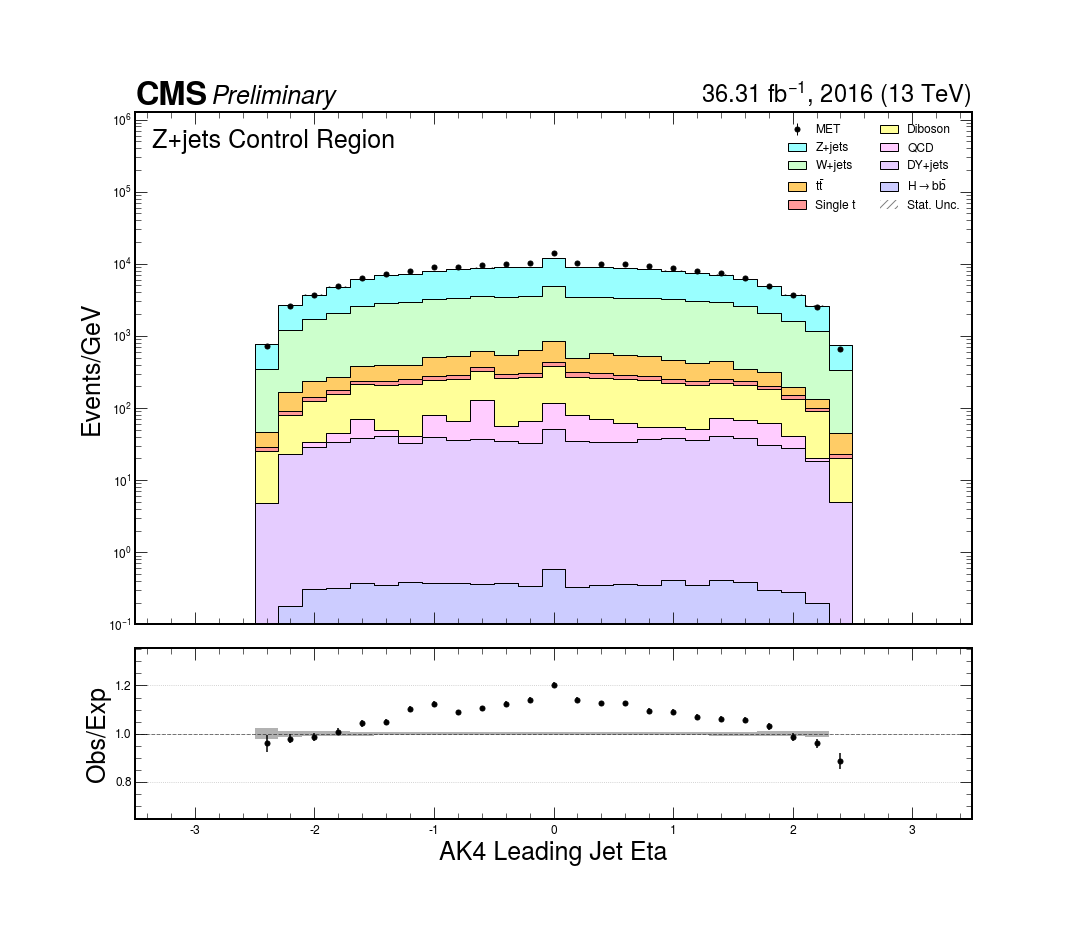 CMS Preliminary
36.31 fb⁻¹, 2016 (13 TeV)
Z+jets Control Region
MET
Z+jets
W+jets
tt̄
Single t
Diboson
QCD
DY+jets
H→bb̄
Stat. Unc.
Events/GeV
10⁶
10⁵
10⁴
10³
10²
10¹
10⁰
10⁻¹
Obs/Exp
1.2
1.0
0.8
-3 -2 -1 0 1 2 3
AK4 Leading Jet Eta